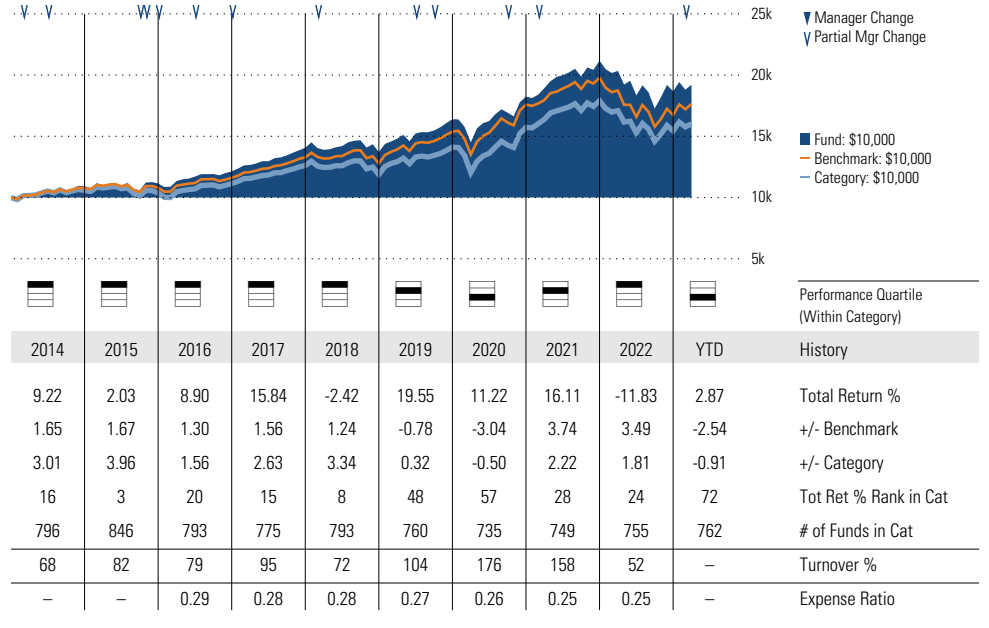 25k
20k
15k
10k
5k
Manager Change
Partial Mgr Change
Fund: $10,000
Benchmark: $10,000
Category: $10,000
Performance Quartile
(Within Category)
2014 2015 2016 2017 2018 2019 2020 2021 2022 YTD History
9.22 2.03 8.90 15.84 -2.42 19.55 11.22 16.11 -11.83 2.87 Total Return %
1.65 1.67 1.30 1.56 1.24 -0.78 -3.04 3.74 3.49 -2.54 +/- Benchmark
3.01 3.96 1.56 2.63 3.34 0.32 -0.50 2.22 1.81 -0.91 +/- Category
16 3 20 15 8 48 57 28 24 72 Tot Ret % Rank in Cat
796 846 793 775 793 760 735 749 755 762 # of Funds in Cat
68 82 79 95 72 104 176 158 52 – Turnover %
– – 0.29 0.28 0.28 0.27 0.26 0.25 0.25 – Expense Ratio